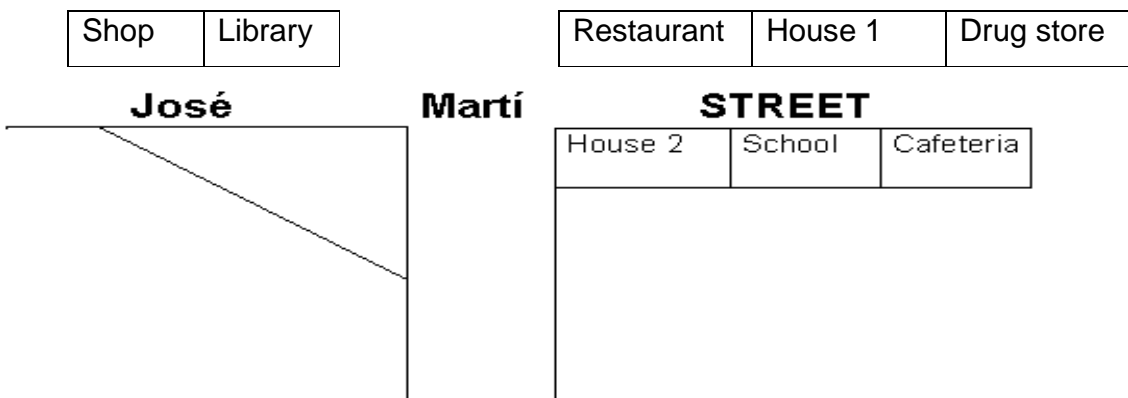 Shop Library Restaurant House 1 Drug store
José Martí STREET
House 2 School Cafeteria